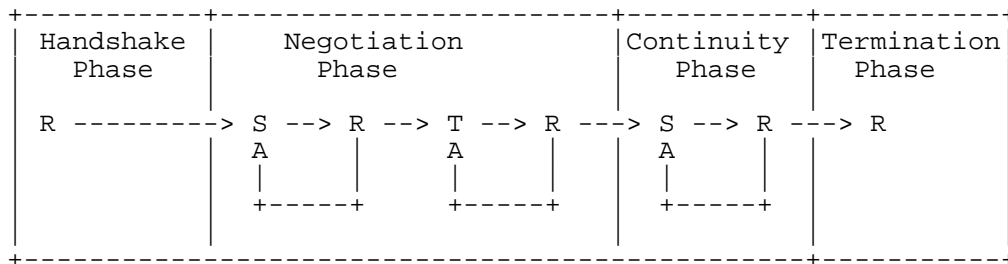 +-----------+------------------------+-----------+-----------+
| Handshake |    Negotiation         |Continuity |Termination|
|   Phase   |      Phase             |   Phase   |  Phase    |
|           |                        |           |           |
| R ---------> S --> R --> T --> R ---> S --> R ---> R        |
|           |  A     |     A     |   |  A     |  |           |
|           |  |     |     |     |   |  |     |  |           |
|           |  +-----+     +-----+   |  +-----+  |           |
|           |                        |           |           |
|           |                        |           |           |
+------------------------------------------------+-----------+